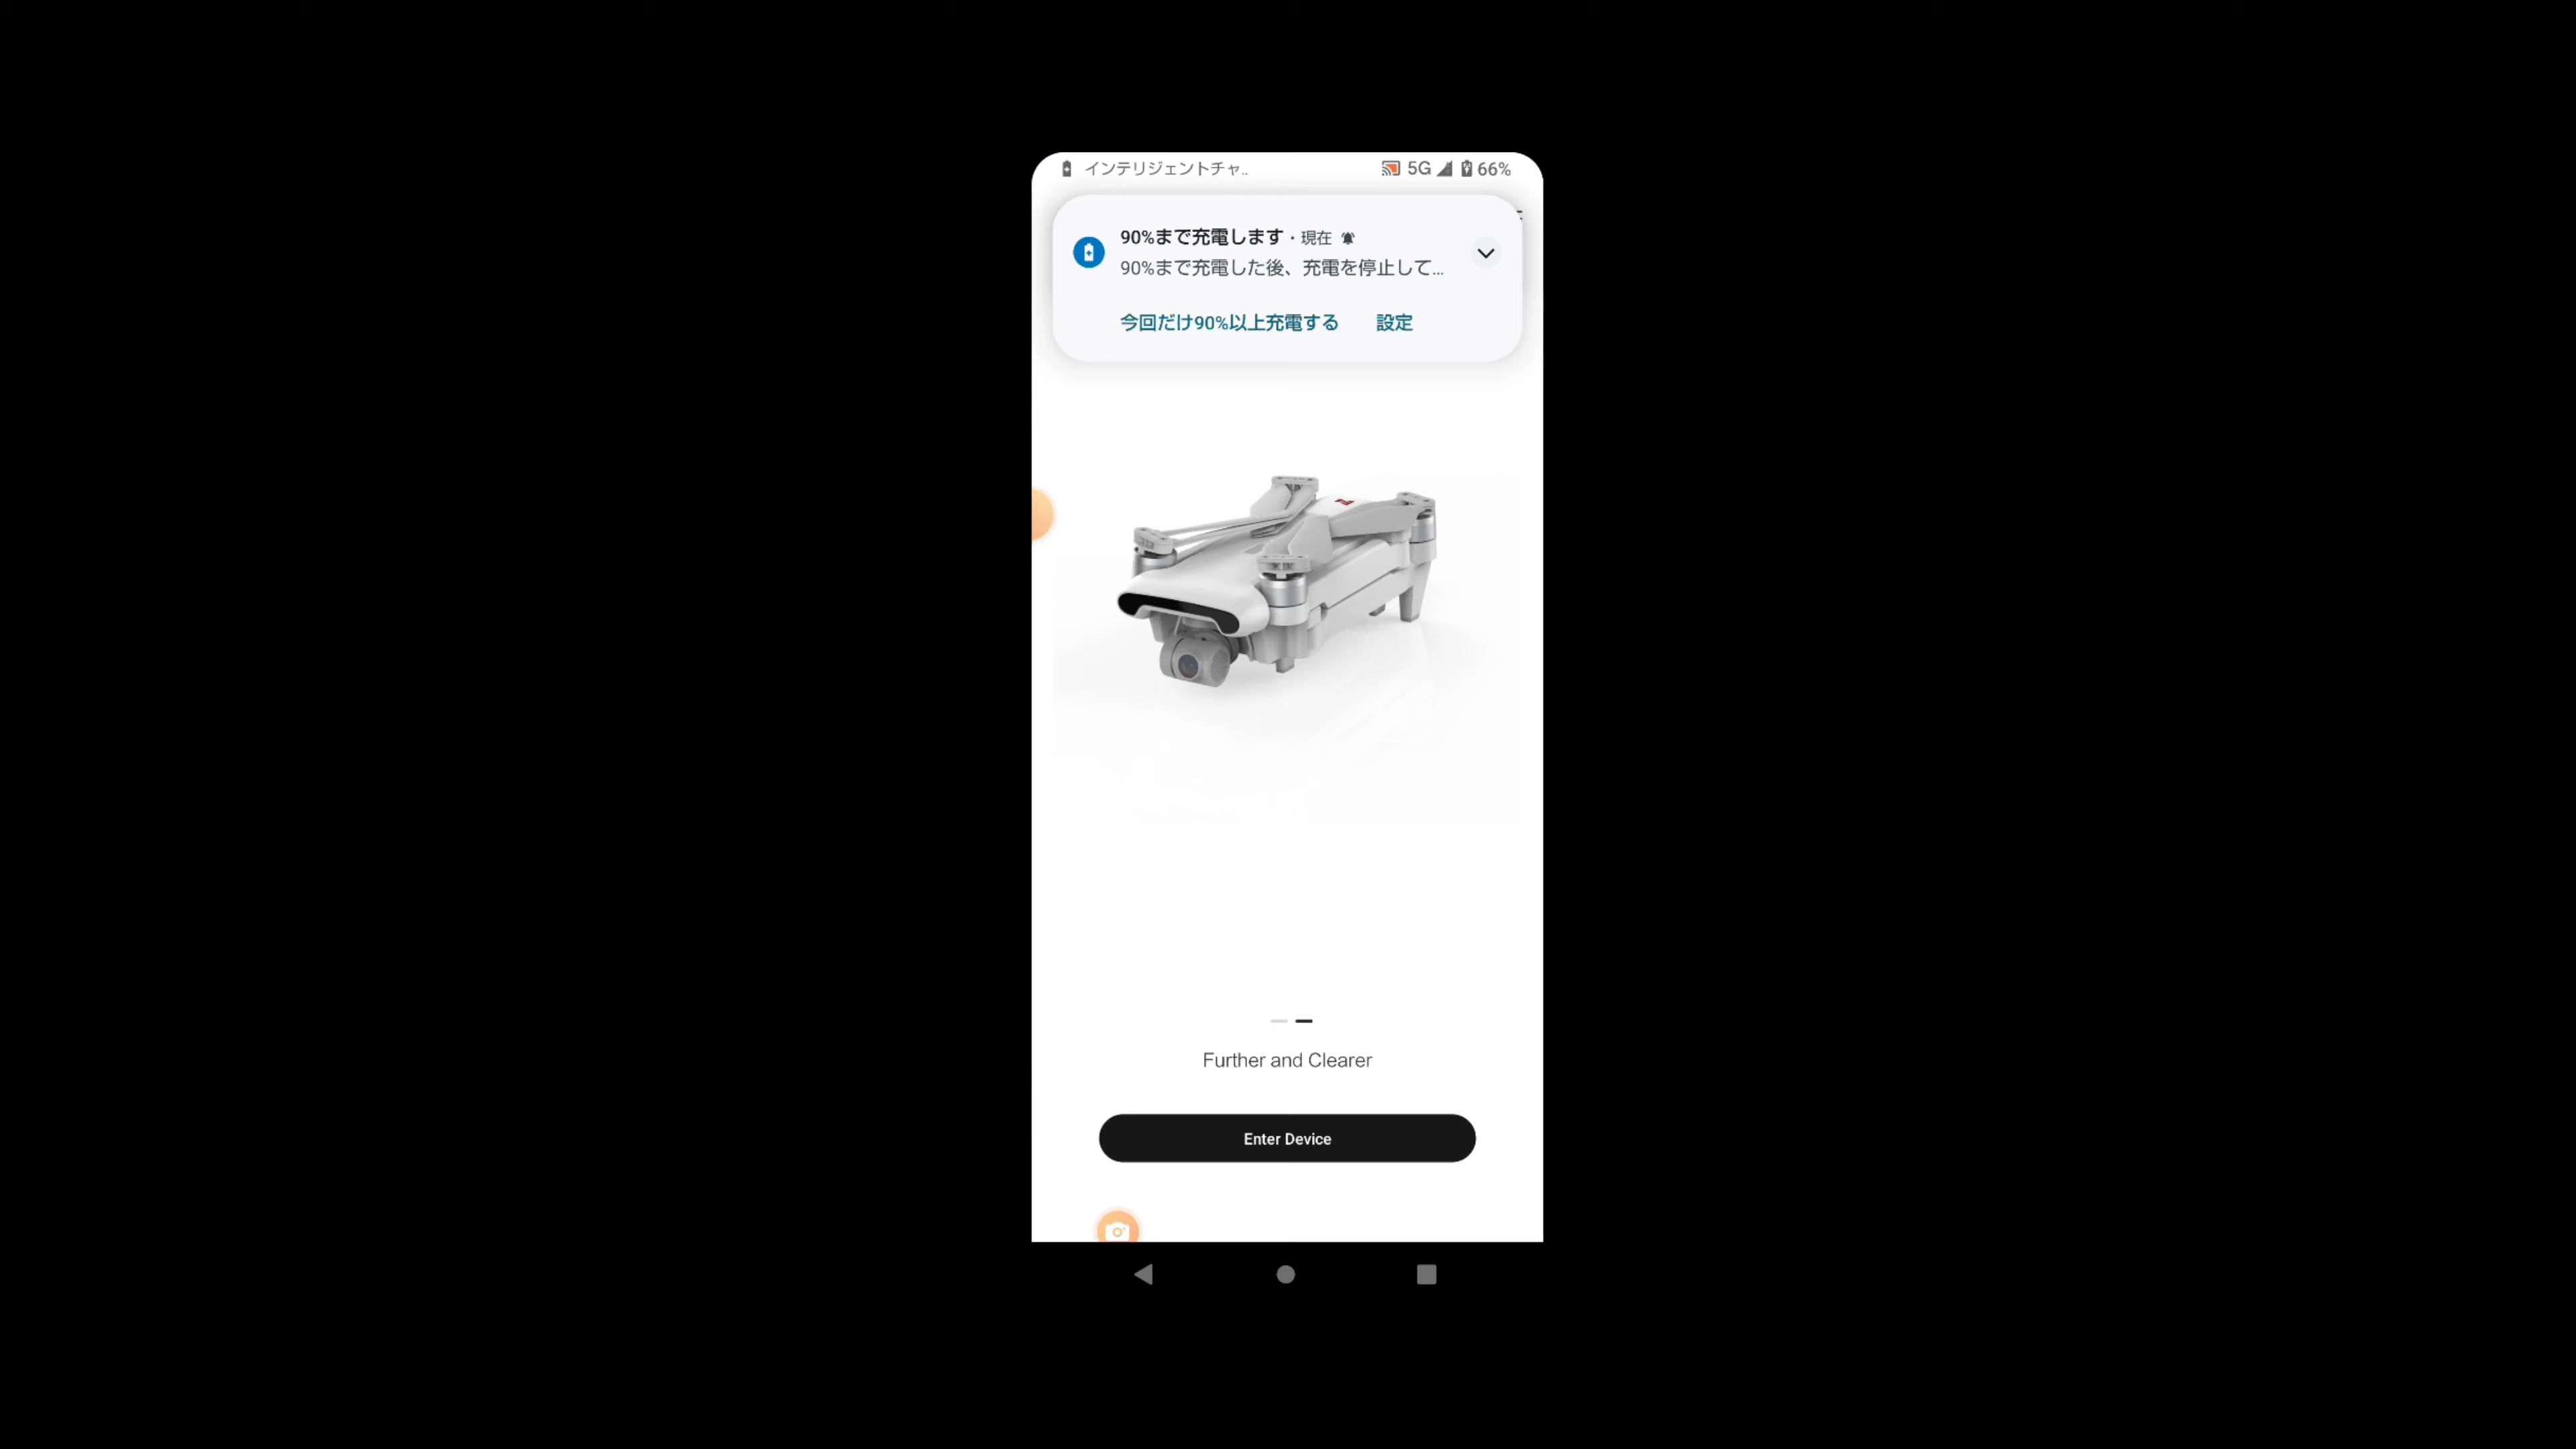 インテリジェントチャ.. 5G 66%
90%まで充電します・現在
90%まで充電した後、充電を停止して...
今回だけ90%以上充電する 設定
Further and Clearer
Enter Device